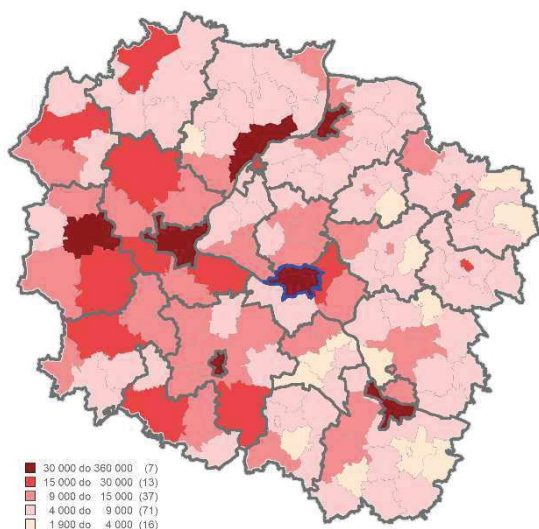 30 000 do 360 000 (7)
15 000 do 30 000 (13)
9 000 do 15 000 (37)
4 000 do 9 000 (71)
1 900 do 4 000 (16)